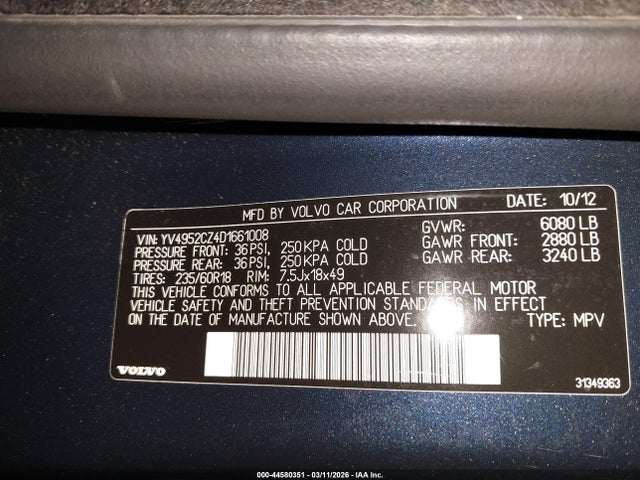 MFD BY VOLVO CAR CORPORATION DATE: 10/12
VIN: YV4952CZ4D1661008 GVWR: 6080 LB
PRESSURE FRONT: 36 PSI, 250 KPA COLD GAWR FRONT: 2880 LB
PRESSURE REAR: 36 PSI, 250 KPA COLD GAWR REAR: 3240 LB
TIRES: 235/60R18 RIM: 7.5Jx18x49
THIS VEHICLE CONFORMS TO ALL APPLICABLE FEDERAL MOTOR
VEHICLE SAFETY AND THEFT PREVENTION STANDARDS IN EFFECT
ON THE DATE OF MANUFACTURE SHOWN ABOVE. TYPE: MPV
VOLVO 31349363
000-44580351 - 03/11/2026 - IAA Inc.